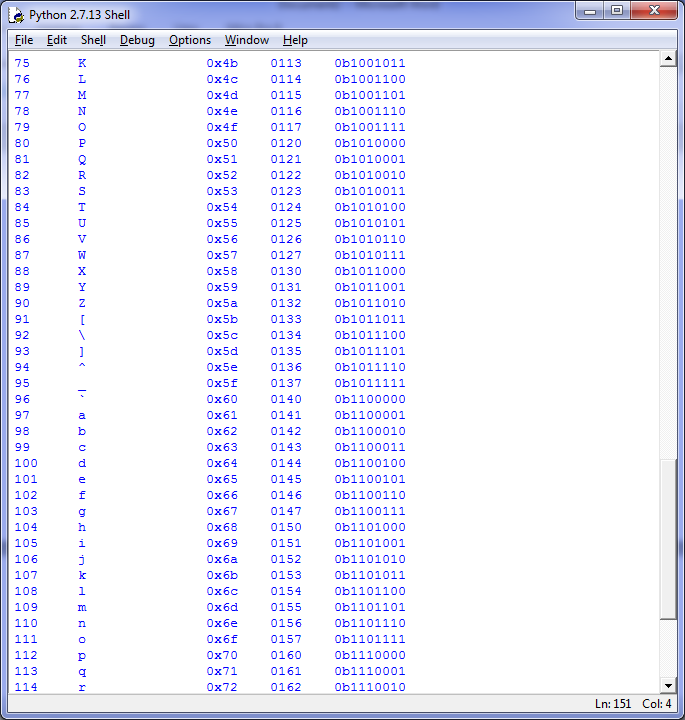 Python 2.7.13 Shell
File Edit Shell Debug Options Window Help
75 K 0x4b 0113 0b1001011
76 L 0x4c 0114 0b1001100
77 M 0x4d 0115 0b1001101
78 N 0x4e 0116 0b1001110
79 O 0x4f 0117 0b1001111
80 P 0x50 0120 0b1010000
81 Q 0x51 0121 0b1010001
82 R 0x52 0122 0b1010010
83 S 0x53 0123 0b1010011
84 T 0x54 0124 0b1010100
85 U 0x55 0125 0b1010101
86 V 0x56 0126 0b1010110
87 W 0x57 0127 0b1010111
88 X 0x58 0130 0b1011000
89 Y 0x59 0131 0b1011001
90 Z 0x5a 0132 0b1011010
91 [ 0x5b 0133 0b1011011
92 \ 0x5c 0134 0b1011100
93 ] 0x5d 0135 0b1011101
94 ^ 0x5e 0136 0b1011110
95 _ 0x5f 0137 0b1011111
96 ` 0x60 0140 0b1100000
97 a 0x61 0141 0b1100001
98 b 0x62 0142 0b1100010
99 c 0x63 0143 0b1100011
100 d 0x64 0144 0b1100100
101 e 0x65 0145 0b1100101
102 f 0x66 0146 0b1100110
103 g 0x67 0147 0b1100111
104 h 0x68 0150 0b1101000
105 i 0x69 0151 0b1101001
106 j 0x6a 0152 0b1101010
107 k 0x6b 0153 0b1101011
108 l 0x6c 0154 0b1101100
109 m 0x6d 0155 0b1101101
110 n 0x6e 0156 0b1101110
111 o 0x6f 0157 0b1101111
112 p 0x70 0160 0b1110000
113 q 0x71 0161 0b1110001
114 r 0x72 0162 0b1110010
Ln: 151 Col: 4